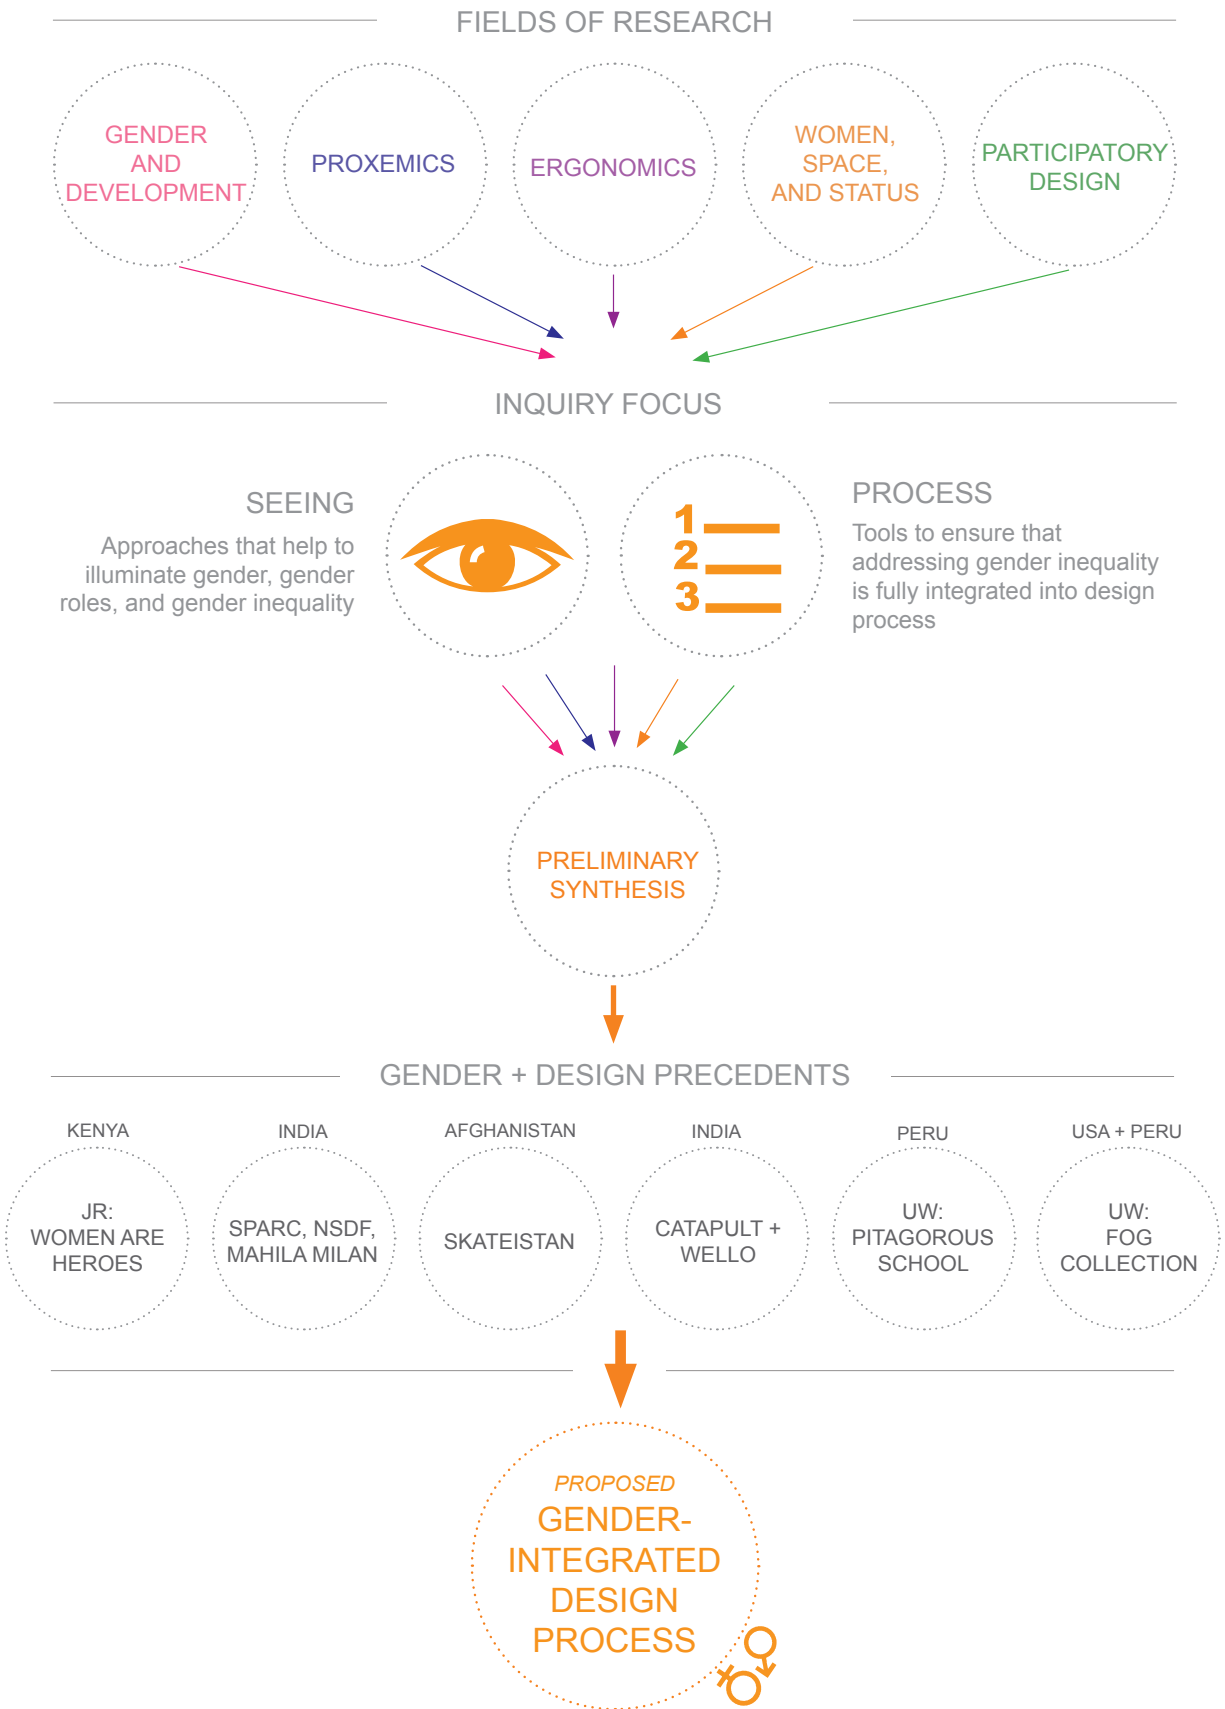 FIELDS OF RESEARCH
GENDER
AND
DEVELOPMENT
PROXEMICS
ERGONOMICS
WOMEN,
SPACE,
AND STATUS
PARTICIPATORY
DESIGN
INQUIRY FOCUS
SEEING
Approaches that help to
illuminate gender, gender
roles, and gender inequality
1
2
3
PROCESS
Tools to ensure that
addressing gender inequality
is fully integrated into design
process
PRELIMINARY
SYNTHESIS
GENDER + DESIGN PRECEDENTS
KENYA
JR:
WOMEN ARE
HEROES
INDIA
SPARC, NSDF,
MAHILA MILAN
AFGHANISTAN
SKATEISTAN
INDIA
CATAPULT +
WELLO
PERU
UW:
PITAGOROUS
SCHOOL
USA + PERU
UW:
FOG
COLLECTION
PROPOSED
GENDER-
INTEGRATED
DESIGN
PROCESS